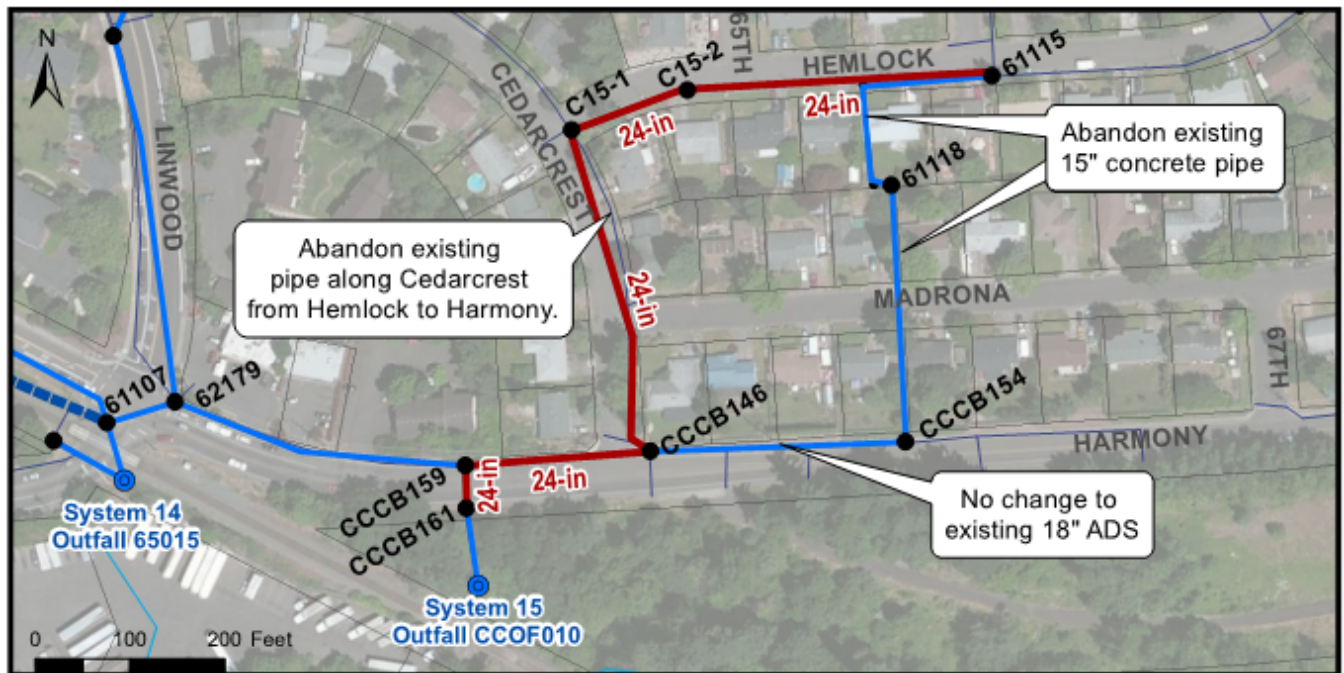 N
65TH
HEMLOCK
61115
C15-2
C15-1
CEDARCREST
24-in
24-in
Abandon existing
15" concrete pipe
LINWOOD
61118
Abandon existing
pipe along Cedarcrest
from Hemlock to Harmony.
24-in
MADRONA
67TH
61107
62179
CCCB146
CCCB154
HARMONY
CCCB159
24-in
24-in
CCCB161
No change to
existing 18" ADS
System 14
Outfall 65015
System 15
Outfall CCOF010
0 100 200 Feet